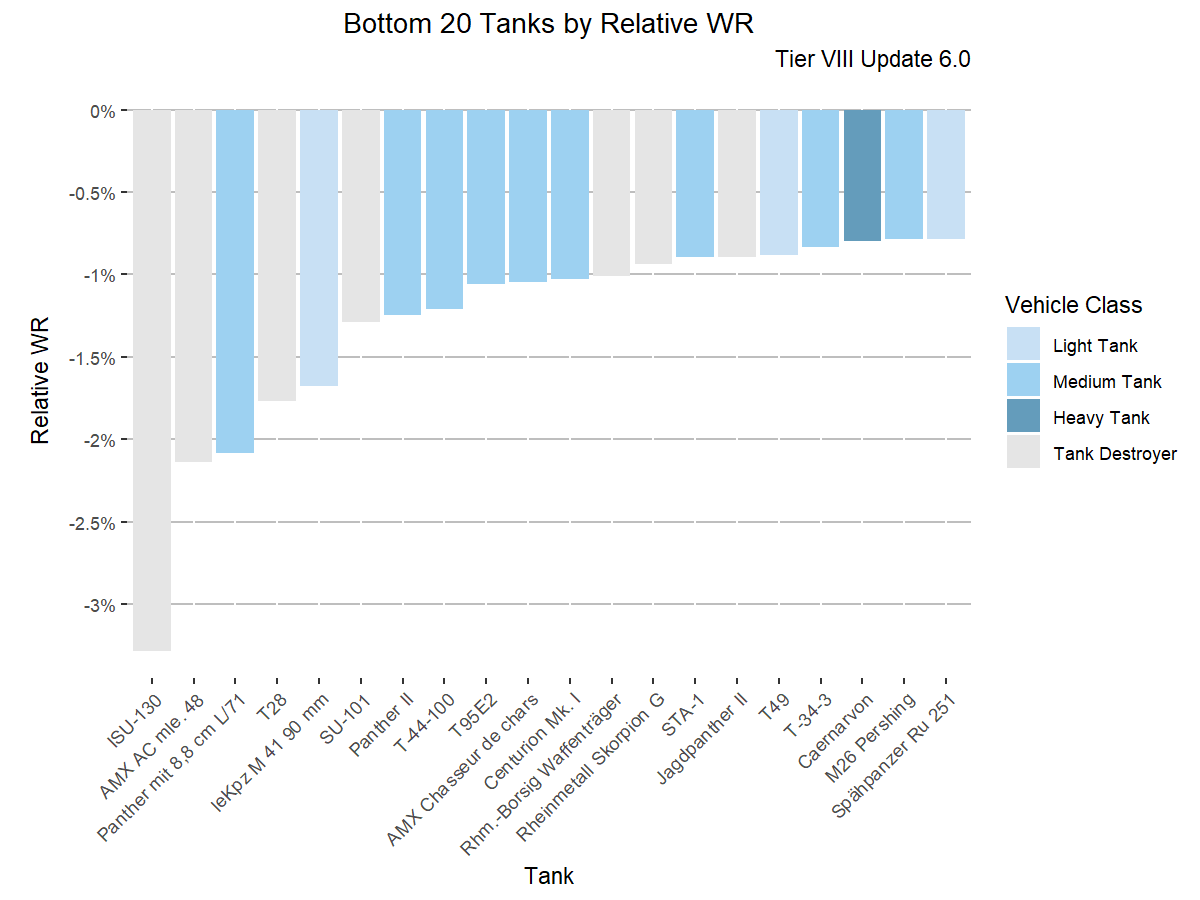 Bottom 20 Tanks by Relative WR
Tier VIII Update 6.0
0%
-0.5%
-1%
-1.5%
-2%
-2.5%
-3%
Relative WR
ISU-130
AMX AC mle. 48
Panther mit 8,8 cm L/71
T28
leKpz M 41 90 mm
SU-101
Panther II
T-44-100
T95E2
AMX Chasseur de chars
Centurion Mk. I
Rhm.-Borsig Waffenträger
Rheinmetall Skorpion G
STA-1
Jagdpanther II
T49
T-34-3
Caernarvon
M26 Pershing
Spähpanzer Ru 251
Tank
Vehicle Class
Light Tank
Medium Tank
Heavy Tank
Tank Destroyer